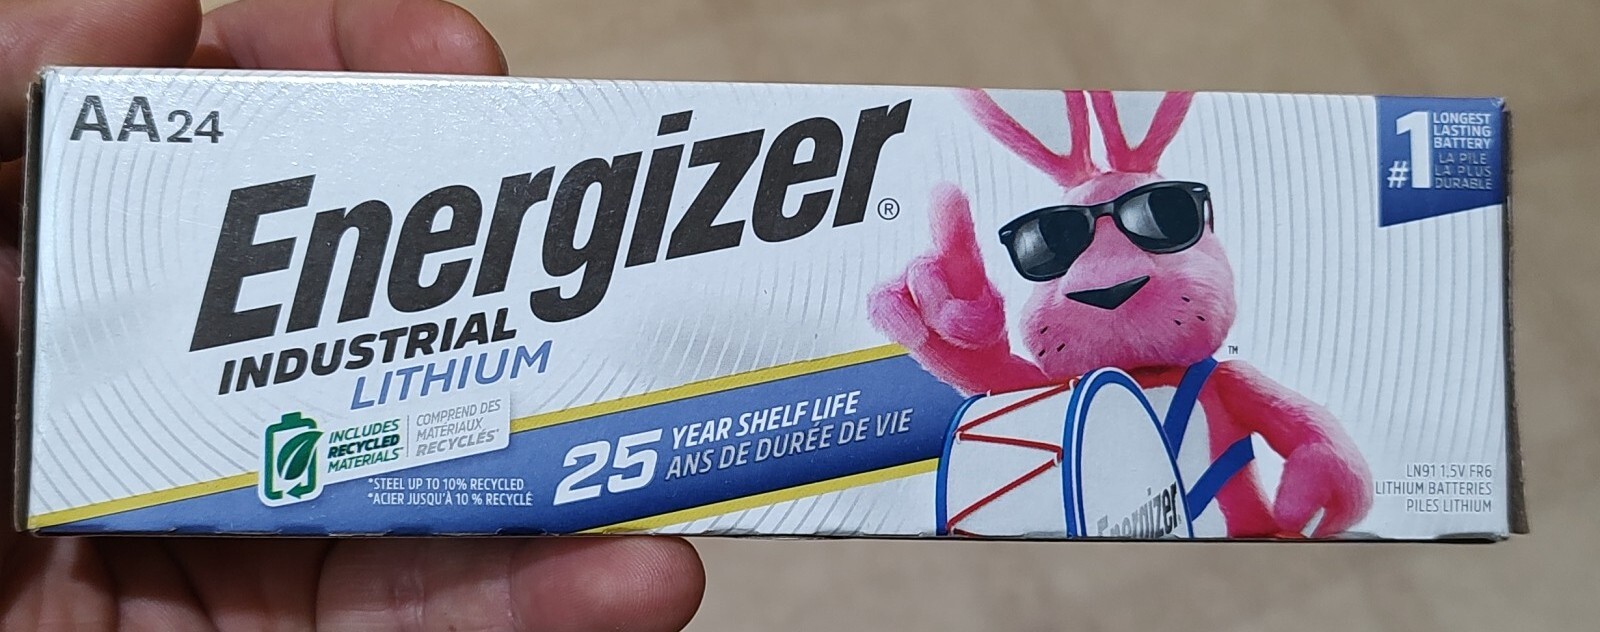 AA24
Energizer®
INDUSTRIAL
LITHIUM
INCLUDES
RECYCLED
MATERIALS*
COMPREND DES
MATÉRIAUX
RECYCLÉS*
*STEEL UP TO 10% RECYCLED
*ACIER JUSQU'À 10 % RECYCLÉ
25 YEAR SHELF LIFE
ANS DE DURÉE DE VIE
#1 LONGEST
LASTING
BATTERY
LA PILE
LA PLUS
DURABLE
TM
Energizer
LN91 1.5V FR6
LITHIUM BATTERIES
PILES LITHIUM